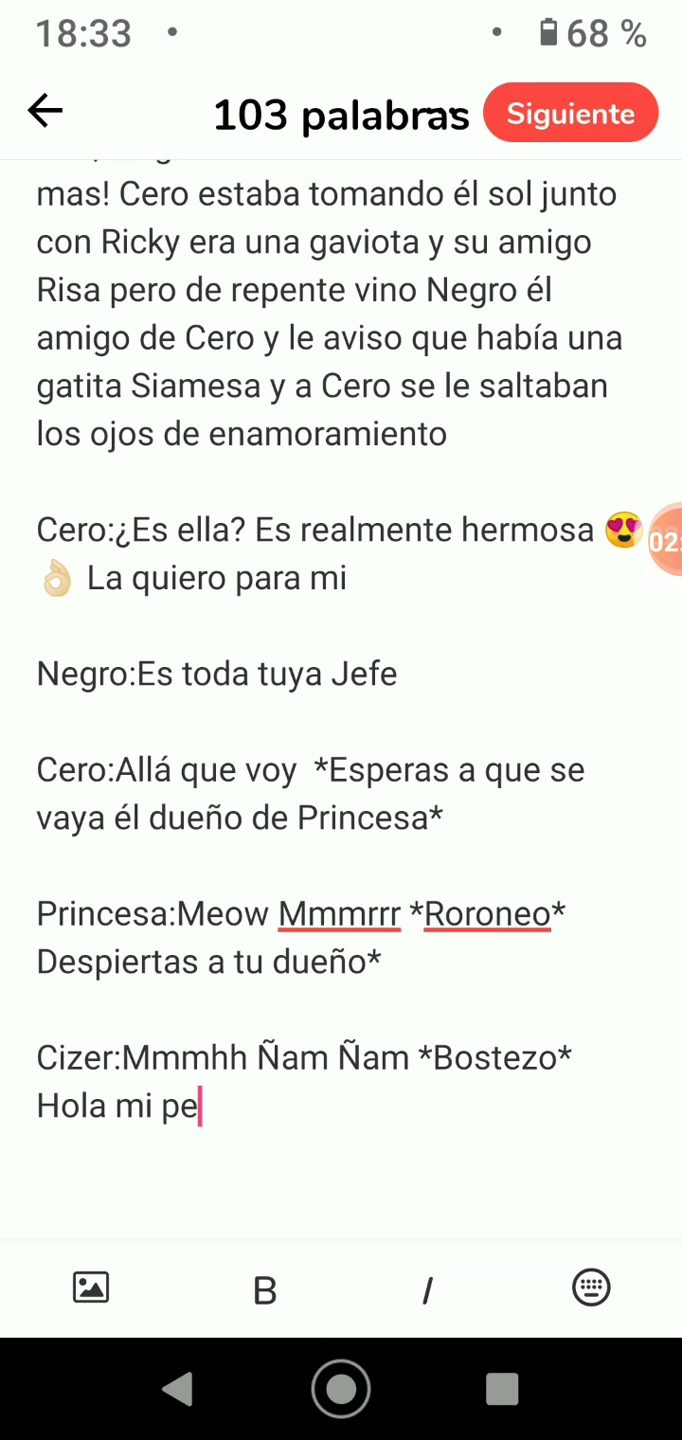 18:33
68 %
103 palabras
Siguiente
mas! Cero estaba tomando él sol junto
con Ricky era una gaviota y su amigo
Risa pero de repente vino Negro él
amigo de Cero y le aviso que había una
gatita Siamesa y a Cero se le saltaban
los ojos de enamoramiento
Cero:¿Es ella? Es realmente hermosa 😍
👌🏼 La quiero para mi
Negro:Es toda tuya Jefe
Cero:Allá que voy  *Esperas a que se
vaya él dueño de Princesa*
Princesa:Meow Mmmrrr *Roroneo*
Despiertas a tu dueño*
Cizer:Mmmhh Ñam Ñam *Bostezo*
Hola mi pe
B
I